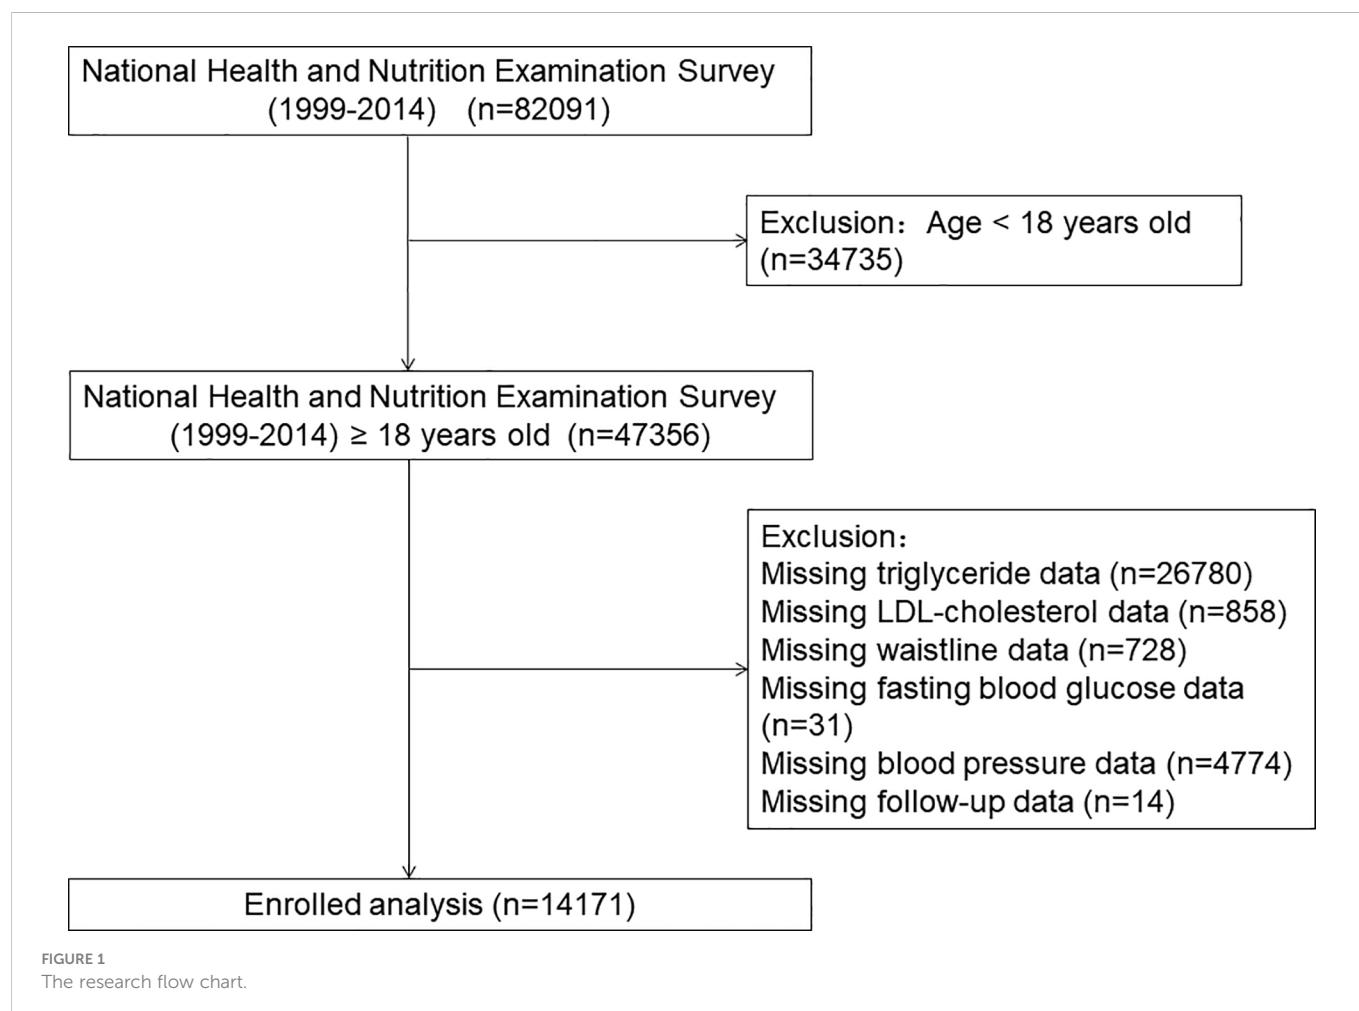 National Health and Nutrition Examination Survey
(1999-2014) (n=82091)
Exclusion：Age < 18 years old
(n=34735)
National Health and Nutrition Examination Survey
(1999-2014) ≥ 18 years old (n=47356)
Exclusion：
Missing triglyceride data (n=26780)
Missing LDL-cholesterol data (n=858)
Missing waistline data (n=728)
Missing fasting blood glucose data
(n=31)
Missing blood pressure data (n=4774)
Missing follow-up data (n=14)
Enrolled analysis (n=14171)
FIGURE 1
The research flow chart.